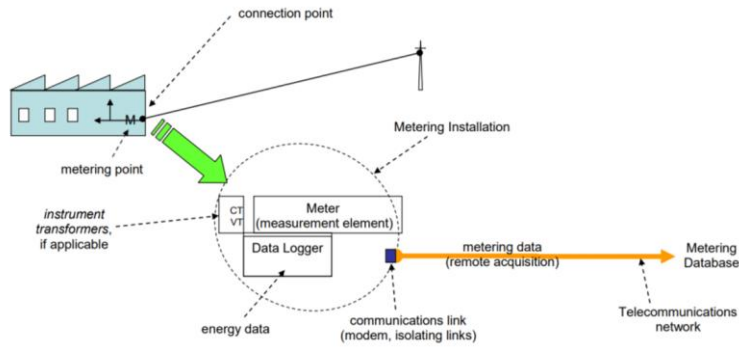 connection point
M
metering point
Metering Installation
instrument
transformers,
if applicable
CT
VT
Meter
(measurement element)
Data Logger
metering data
(remote acquisition)
Metering
Database
energy data
communications link
(modem, isolating links)
Telecommunications
network